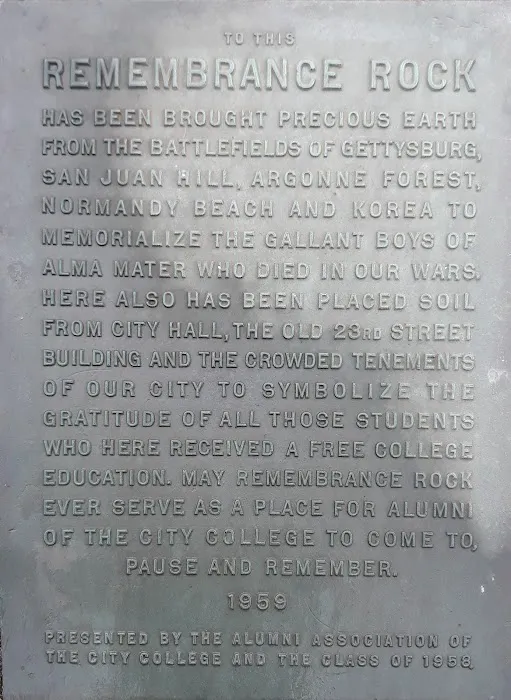 TO THIS
REMEMBRANCE ROCK
HAS BEEN BROUGHT PRECIOUS EARTH
FROM THE BATTLEFIELDS OF GETTYSBURG,
SAN JUAN HILL, ARGONNE FOREST,
NORMANDY BEACH AND KOREA TO
MEMORIALIZE THE GALLANT BOYS OF
ALMA MATER WHO DIED IN OUR WARS.
HERE ALSO HAS BEEN PLACED SOIL
FROM CITY HALL, THE OLD 23RD STREET
BUILDING AND THE CROWDED TENEMENTS
OF OUR CITY TO SYMBOLIZE THE
GRATITUDE OF ALL THOSE STUDENTS
WHO HERE RECEIVED A FREE COLLEGE
EDUCATION. MAY REMEMBRANCE ROCK
EVER SERVE AS A PLACE FOR ALUMNI
OF THE CITY COLLEGE TO COME TO,
PAUSE AND REMEMBER.
1959
PRESENTED BY THE ALUMNI ASSOCIATION OF
THE CITY COLLEGE AND THE CLASS OF 1958.